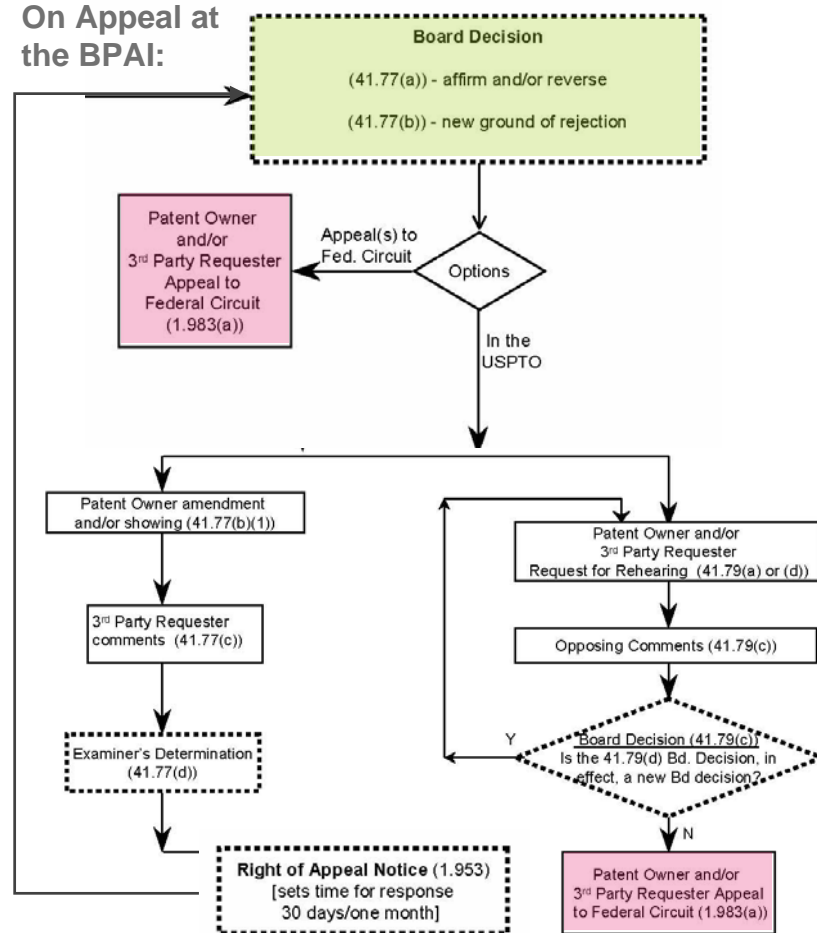 On Appeal at
the BPAI:
Board Decision
(41.77(a)) - affirm and/or reverse
(41.77(b)) - new ground of rejection
Patent Owner
and/or
3rd Party Requester
Appeal to
Federal Circuit
(1.983(a))
Appeal(s) to
Fed. Circuit
Options
In the
USPTO
Patent Owner amendment
and/or showing (41.77(b)(1))
3rd Party Requester
comments (41.77(c))
Examiner's Determination
(41.77(d))
Right of Appeal Notice (1.953)
[sets time for response
30 days/one month]
Patent Owner and/or
3rd Party Requester
Request for Rehearing (41.79(a) or (d))
Opposing Comments (41.79(c))
Y
Board Decision (41.79(c))
Is the 41.79(d) Bd. Decision, in
effect, a new Bd decision?
N
Patent Owner and/or
3rd Party Requester Appeal
to Federal Circuit (1.983(a))